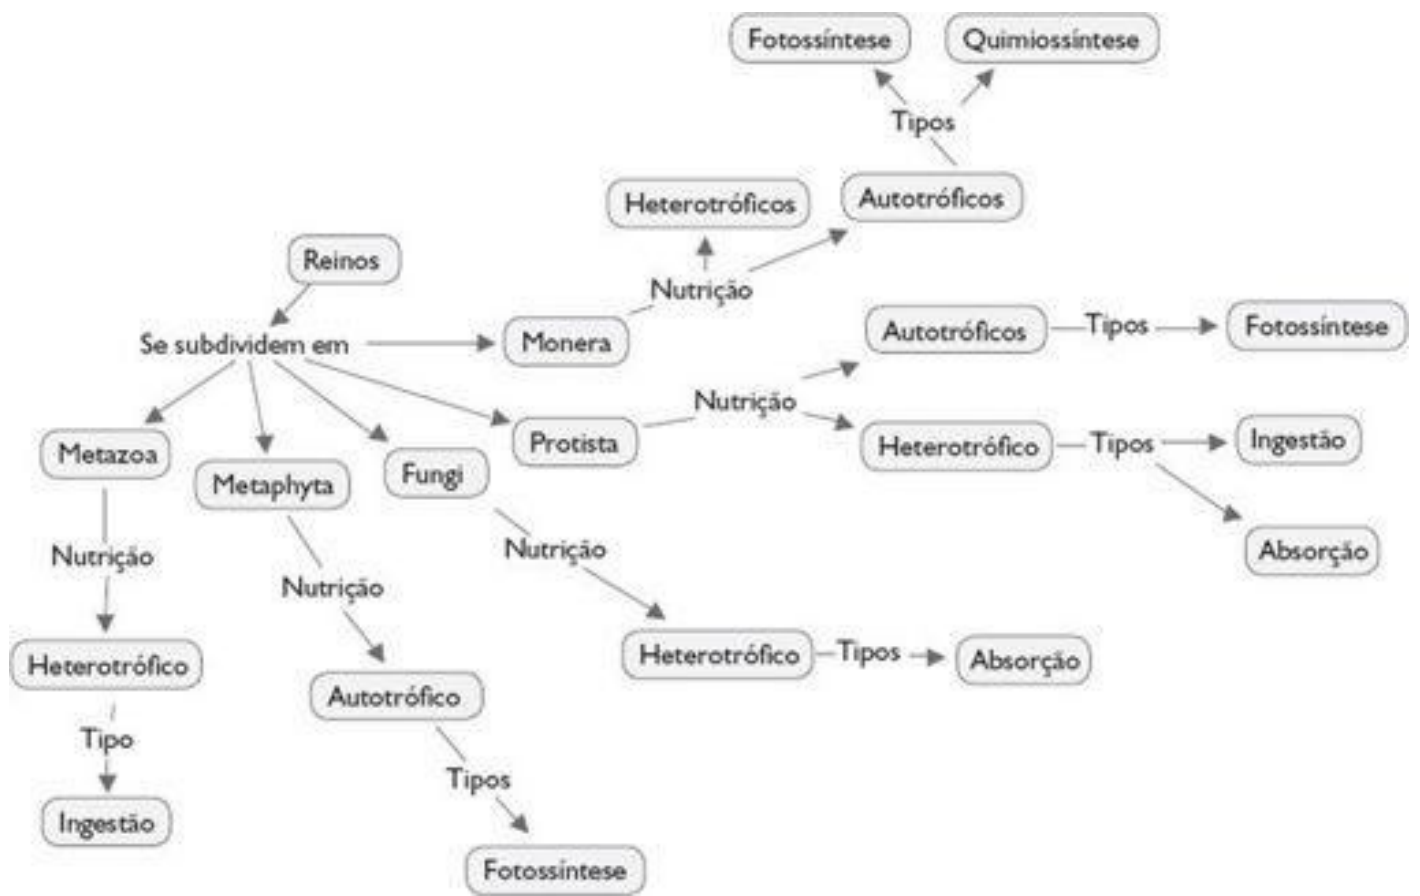 Fotossíntese
Quimiossíntese
Tipos
Heterotróficos
Autotróficos
Reinos
Nutrição
Se subdividem em
Monera
Autotróficos
Tipos
Fotossíntese
Nutrição
Protista
Heterotrófico
Tipos
Ingestão
Absorção
Metazoa
Metaphyta
Fungi
Nutrição
Nutrição
Nutrição
Heterotrófico
Autotrófico
Heterotrófico
Tipos
Absorção
Tipo
Tipos
Ingestão
Fotossíntese